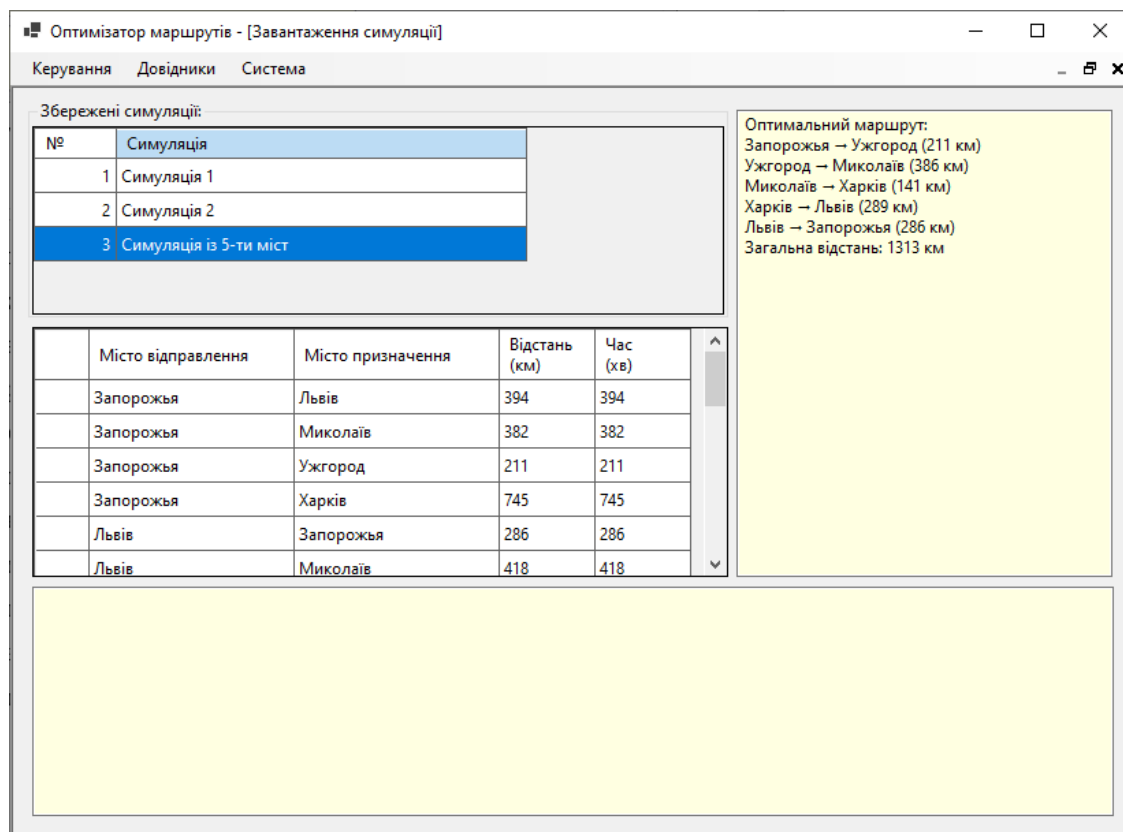 Оптимізатор маршрутів - [Завантаження симуляції]
Керування Довідники Система
Збережені симуляції:
№ Симуляція
1 Симуляція 1
2 Симуляція 2
3 Симуляція із 5-ти міст
Оптимальний маршрут:
Запорожья → Ужгород (211 км)
Ужгород → Миколаїв (386 км)
Миколаїв → Харків (141 км)
Харків → Львів (289 км)
Львів → Запорожья (286 км)
Загальна відстань: 1313 км
Місто відправлення Місто призначення Відстань (км) Час (хв)
Запорожья Львів 394 394
Запорожья Миколаїв 382 382
Запорожья Ужгород 211 211
Запорожья Харків 745 745
Львів Запорожья 286 286
Львів Миколаїв 418 418